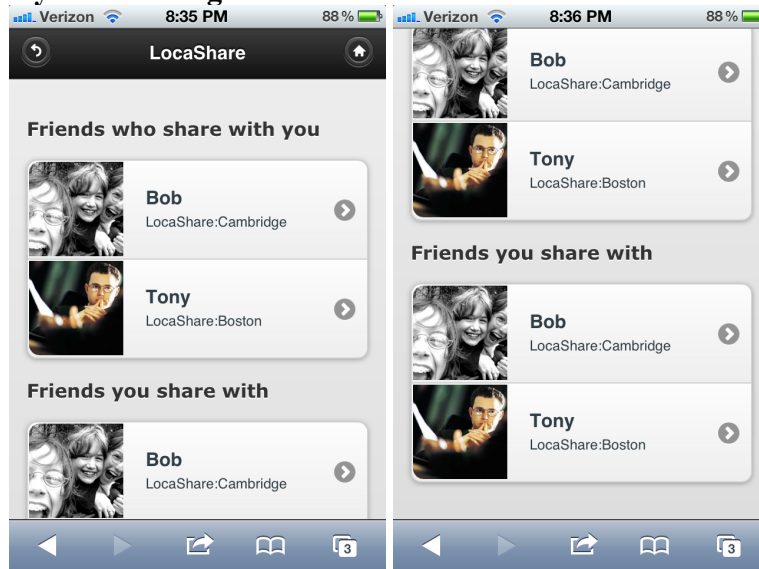 Verizon 8:35 PM 88 %
LocaShare
Friends who share with you
Bob
LocaShare:Cambridge
Tony
LocaShare:Boston
Friends you share with
Bob
LocaShare:Cambridge
3
Verizon 8:36 PM 88 %
Bob
LocaShare:Cambridge
Tony
LocaShare:Boston
Friends you share with
Bob
LocaShare:Cambridge
Tony
LocaShare:Boston
3